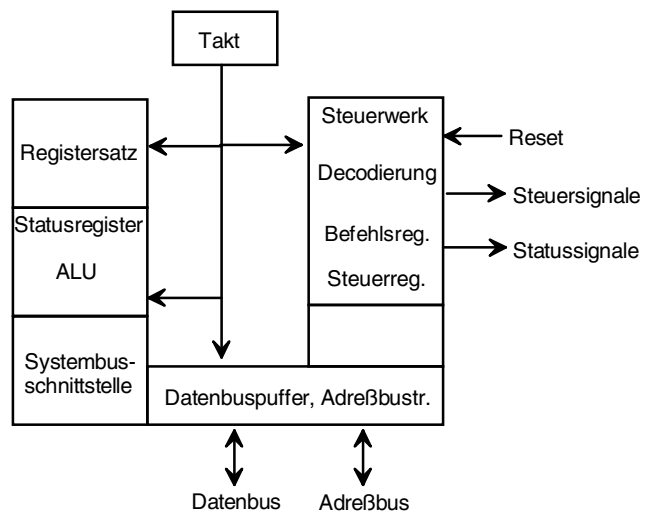 Takt
Registersatz
Statusregister
ALU
Systembus-
schnittstelle
Steuerwerk
Decodierung
Befehlsreg.
Steuerreg.
Reset
Steuersignale
Statussignale
Datenbuspuffer, Adreßbustr.
Datenbus
Adreßbus